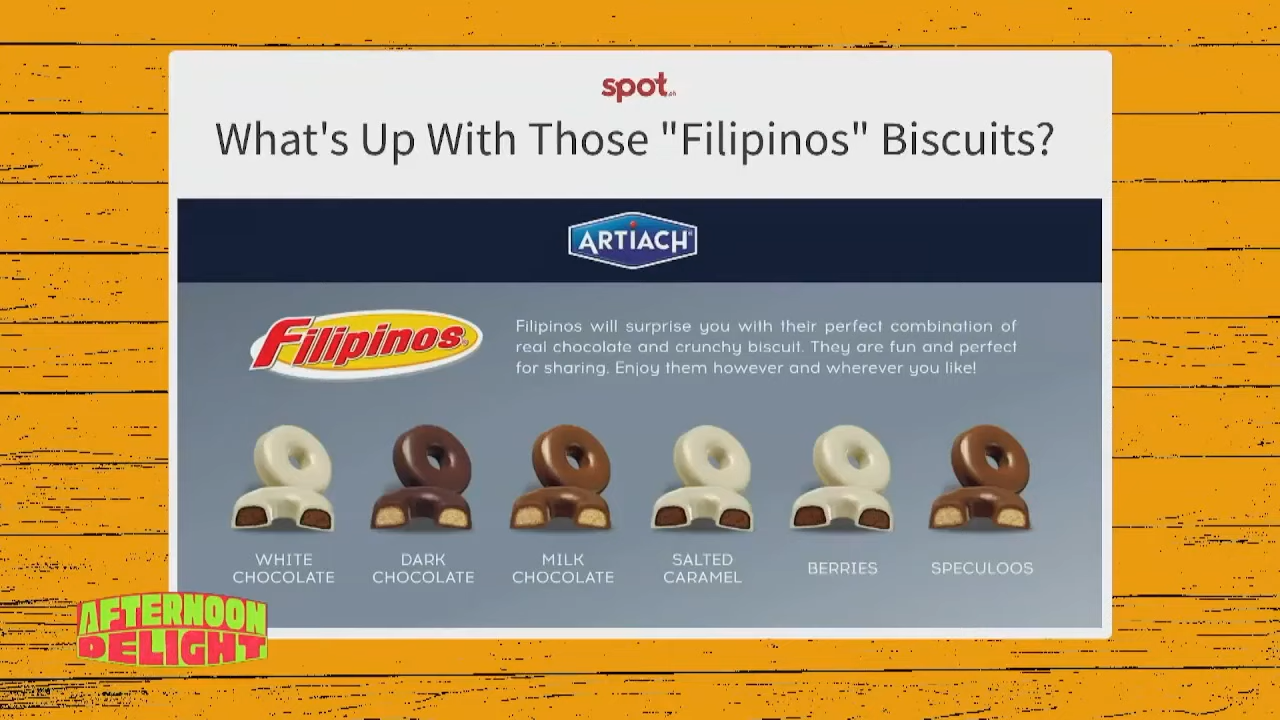 spot.ph
What's Up With Those "Filipinos" Biscuits?
ARTIACH
Filipinos
Filipinos will surprise you with their perfect combination of
real chocolate and crunchy biscuit. They are fun and perfect
for sharing. Enjoy them however and wherever you like!
WHITE
CHOCOLATE
DARK
CHOCOLATE
MILK
CHOCOLATE
SALTED
CARAMEL
BERRIES
SPECULOOS
AFTERNOON
DELIGHT